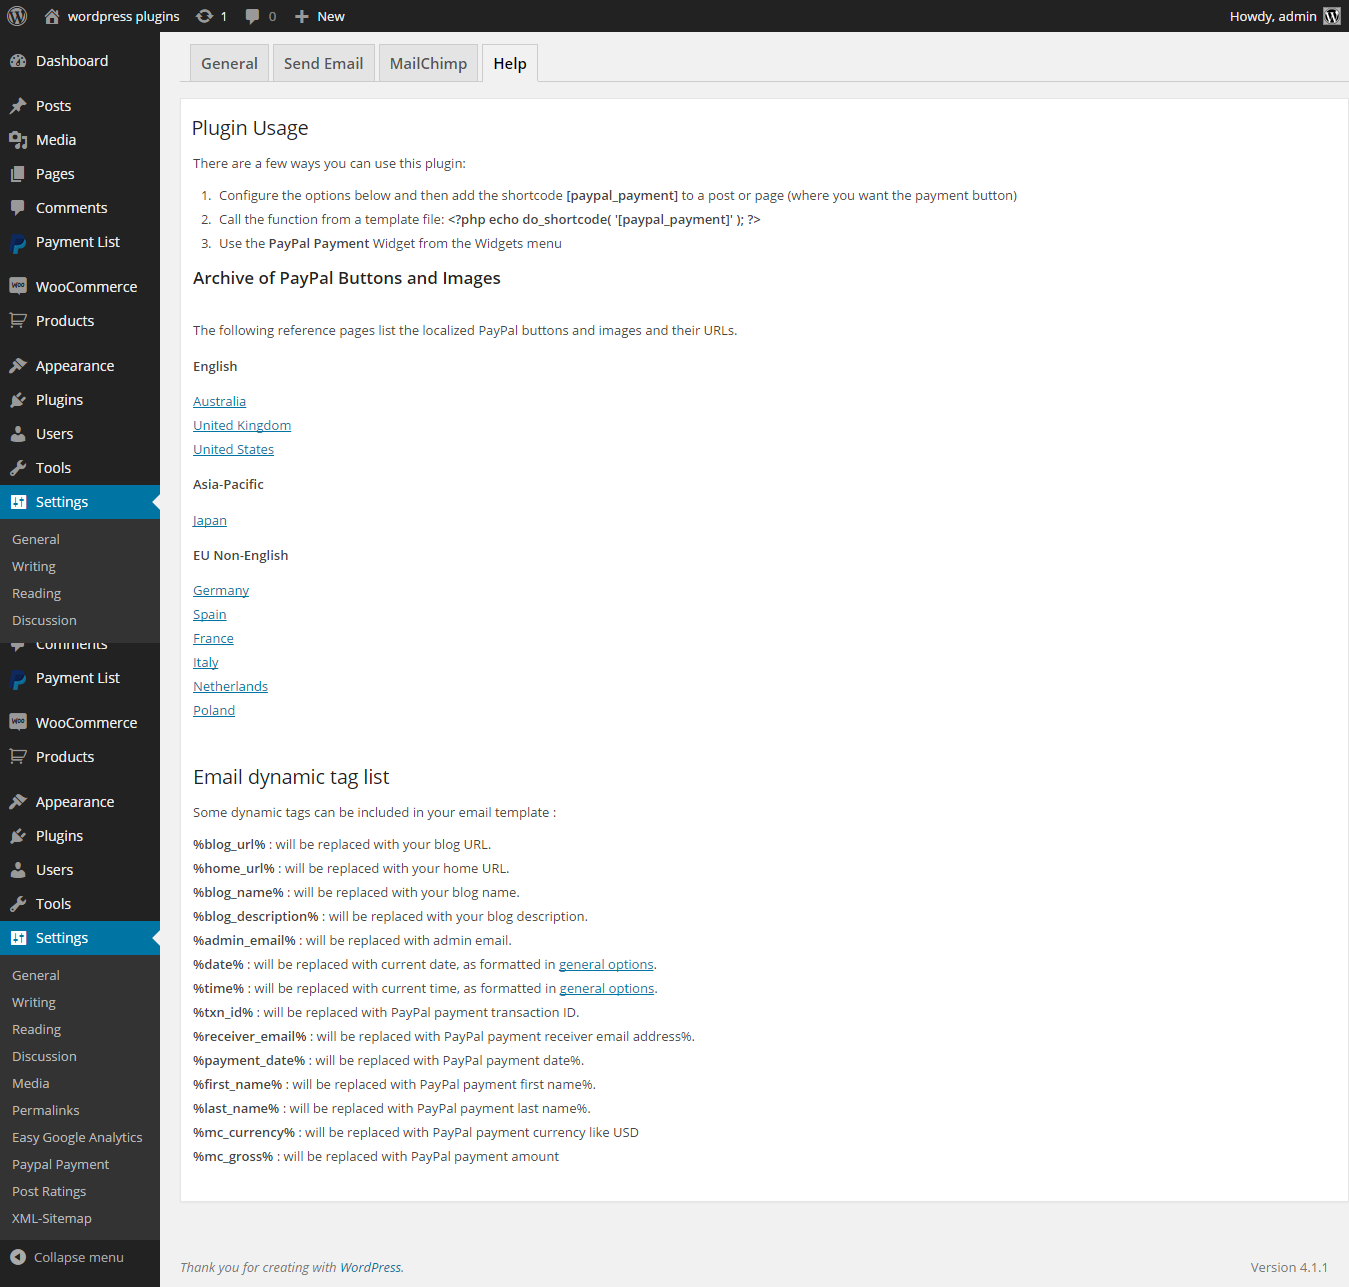 wordpress plugins 1 0 New Howdy, admin
Dashboard
Posts
Media
Pages
Comments
Payment List
WooCommerce
Products
Appearance
Plugins
Users
Tools
Settings
General
Writing
Reading
Discussion
Comments
Payment List
WooCommerce
Products
Appearance
Plugins
Users
Tools
Settings
General
Writing
Reading
Discussion
Media
Permalinks
Easy Google Analytics
Paypal Payment
Post Ratings
XML-Sitemap
Collapse menu
General Send Email MailChimp Help
Plugin Usage
There are a few ways you can use this plugin:
1. Configure the options below and then add the shortcode [paypal_payment] to a post or page (where you want the payment button)
2. Call the function from a template file: <?php echo do_shortcode( '[paypal_payment]' ); ?>
3. Use the PayPal Payment Widget from the Widgets menu
Archive of PayPal Buttons and Images
The following reference pages list the localized PayPal buttons and images and their URLs.
English
Australia
United Kingdom
United States
Asia-Pacific
Japan
EU Non-English
Germany
Spain
France
Italy
Netherlands
Poland
Email dynamic tag list
Some dynamic tags can be included in your email template :
%blog_url% : will be replaced with your blog URL.
%home_url% : will be replaced with your home URL.
%blog_name% : will be replaced with your blog name.
%blog_description% : will be replaced with your blog description.
%admin_email% : will be replaced with admin email.
%date% : will be replaced with current date, as formatted in general options.
%time% : will be replaced with current time, as formatted in general options.
%txn_id% : will be replaced with PayPal payment transaction ID.
%receiver_email% : will be replaced with PayPal payment receiver email address%.
%payment_date% : will be replaced with PayPal payment date%.
%first_name% : will be replaced with PayPal payment first name%.
%last_name% : will be replaced with PayPal payment last name%.
%mc_currency% : will be replaced with PayPal payment currency like USD
%mc_gross% : will be replaced with PayPal payment amount
Thank you for creating with WordPress. Version 4.1.1